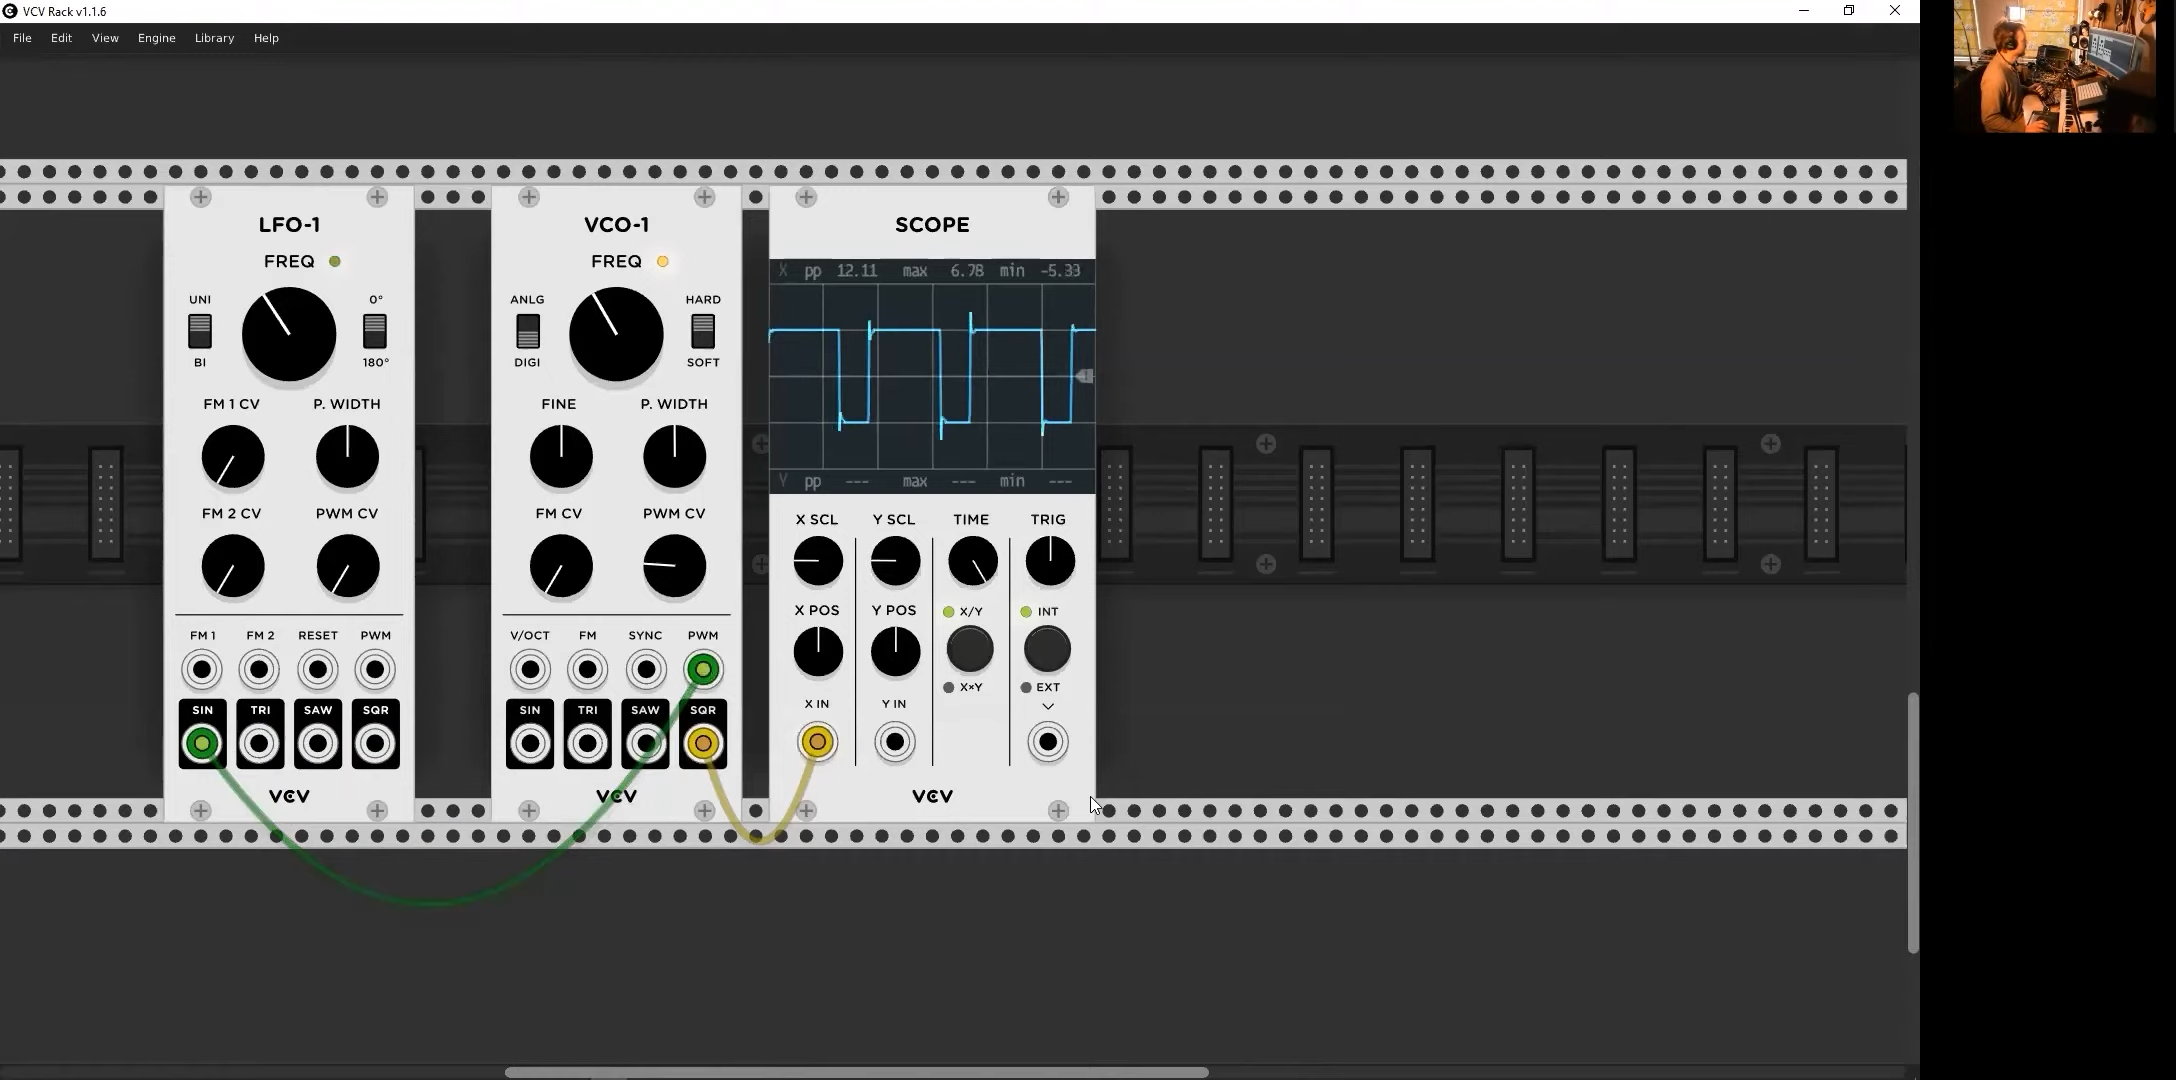 VCV Rack v1.1.6
File Edit View Engine Library Help
LFO-1
FREQ
UNI 0°
BI 180°
FM 1 CV P. WIDTH
FM 2 CV PWM CV
FM 1 FM 2 RESET PWM
SIN TRI SAW SQR
VCV
VCO-1
FREQ
ANLG HARD
DIGI SOFT
FINE P. WIDTH
FM CV PWM CV
V/OCT FM SYNC PWM
SIN TRI SAW SQR
VCV
SCOPE
X pp 12.11 max 6.78 min -5.33
Y pp --- max --- min ---
X SCL Y SCL TIME TRIG
X POS Y POS X/Y INT
X×Y EXT
X IN Y IN
VCV